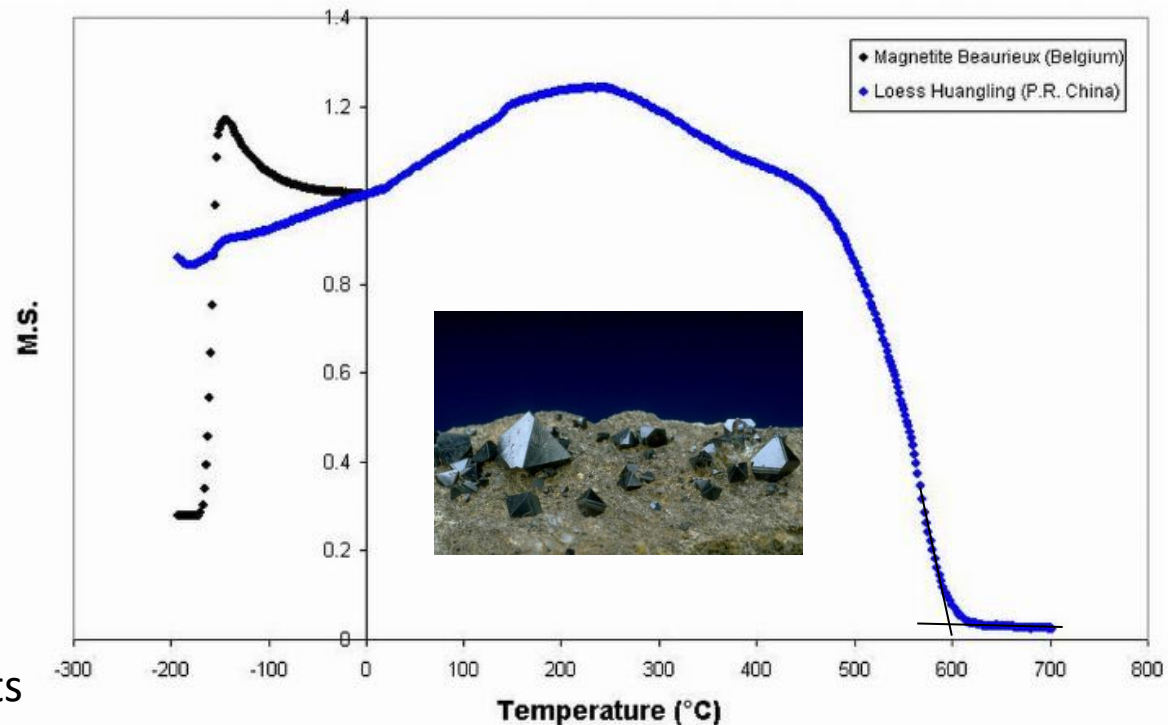 1.4
1.2
0.8
0.6
0.4
0.2
0
-300 -200 -100 0 100 200 300 400 500 600 700 800
M.S.
Temperature (°C)
Magnetite Beaurieux (Belgium)
Loess Huangling (P.R. China)